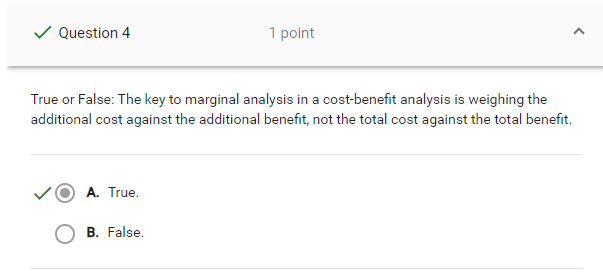 Question 4 1 point
True or False: The key to marginal analysis in a cost-benefit analysis is weighing the
additional cost against the additional benefit, not the total cost against the total benefit.
A. True.
B. False.